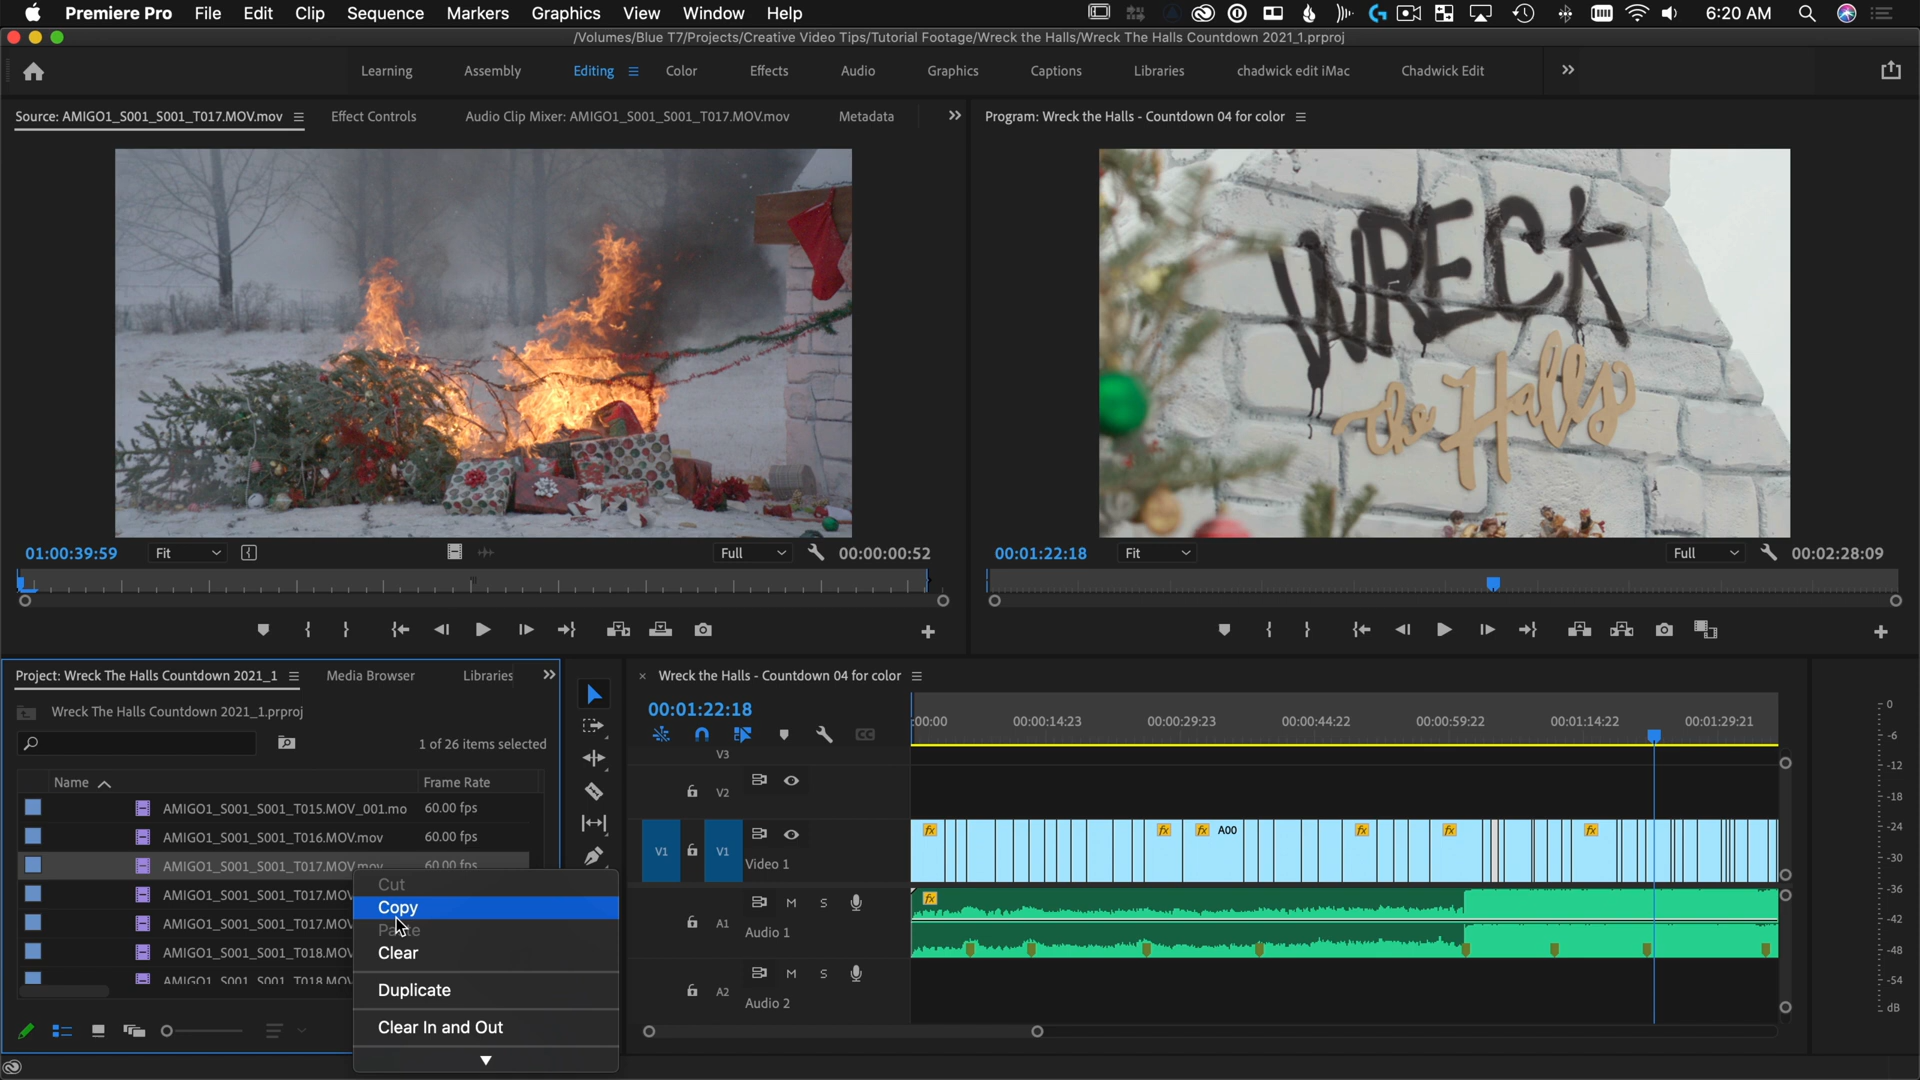 Premiere Pro File Edit Clip Sequence Markers Graphics View Window Help 6:20 AM
/Volumes/Blue T7/Projects/Creative Video Tips/Tutorial Footage/Wreck the Halls/Wreck The Halls Countdown 2021_1.prproj
Learning Assembly Editing Color Effects Audio Graphics Captions Libraries chadwick edit iMac Chadwick Edit
Source: AMIGO1_S001_S001_T017.MOV.mov Effect Controls Audio Clip Mixer: AMIGO1_S001_S001_T017.MOV.mov Metadata
Program: Wreck the Halls - Countdown 04 for color
WRECK
the Halls
01:00:39:59 Fit Full 00:00:00:52
00:01:22:18 Fit Full 00:02:28:09
Project: Wreck The Halls Countdown 2021_1 Media Browser Libraries
Wreck The Halls Countdown 2021_1.prproj
1 of 26 items selected
Name Frame Rate
AMIGO1_S001_S001_T015.MOV_001.mo 60.00 fps
AMIGO1_S001_S001_T016.MOV.mov 60.00 fps
AMIGO1_S001_S001_T017.MOV.mov 60.00 fps
AMIGO1_S001_S001_T017.MOV
AMIGO1_S001_S001_T017.MOV
AMIGO1_S001_S001_T018.MOV
AMIGO1_S001_S001_T018.MOV
Cut
Copy
Paste
Clear
Duplicate
Clear In and Out
Wreck the Halls - Countdown 04 for color
00:01:22:18
:00:00 00:00:14:23 00:00:29:23 00:00:44:22 00:00:59:22 00:01:14:22 00:01:29:21
V3
V2
V1 V1 Video 1
fx fx fx A00 fx fx fx
A1 M S Audio 1
fx
A2 M S Audio 2
0
-6
-12
-18
-24
-30
-36
-42
-48
-54
dB